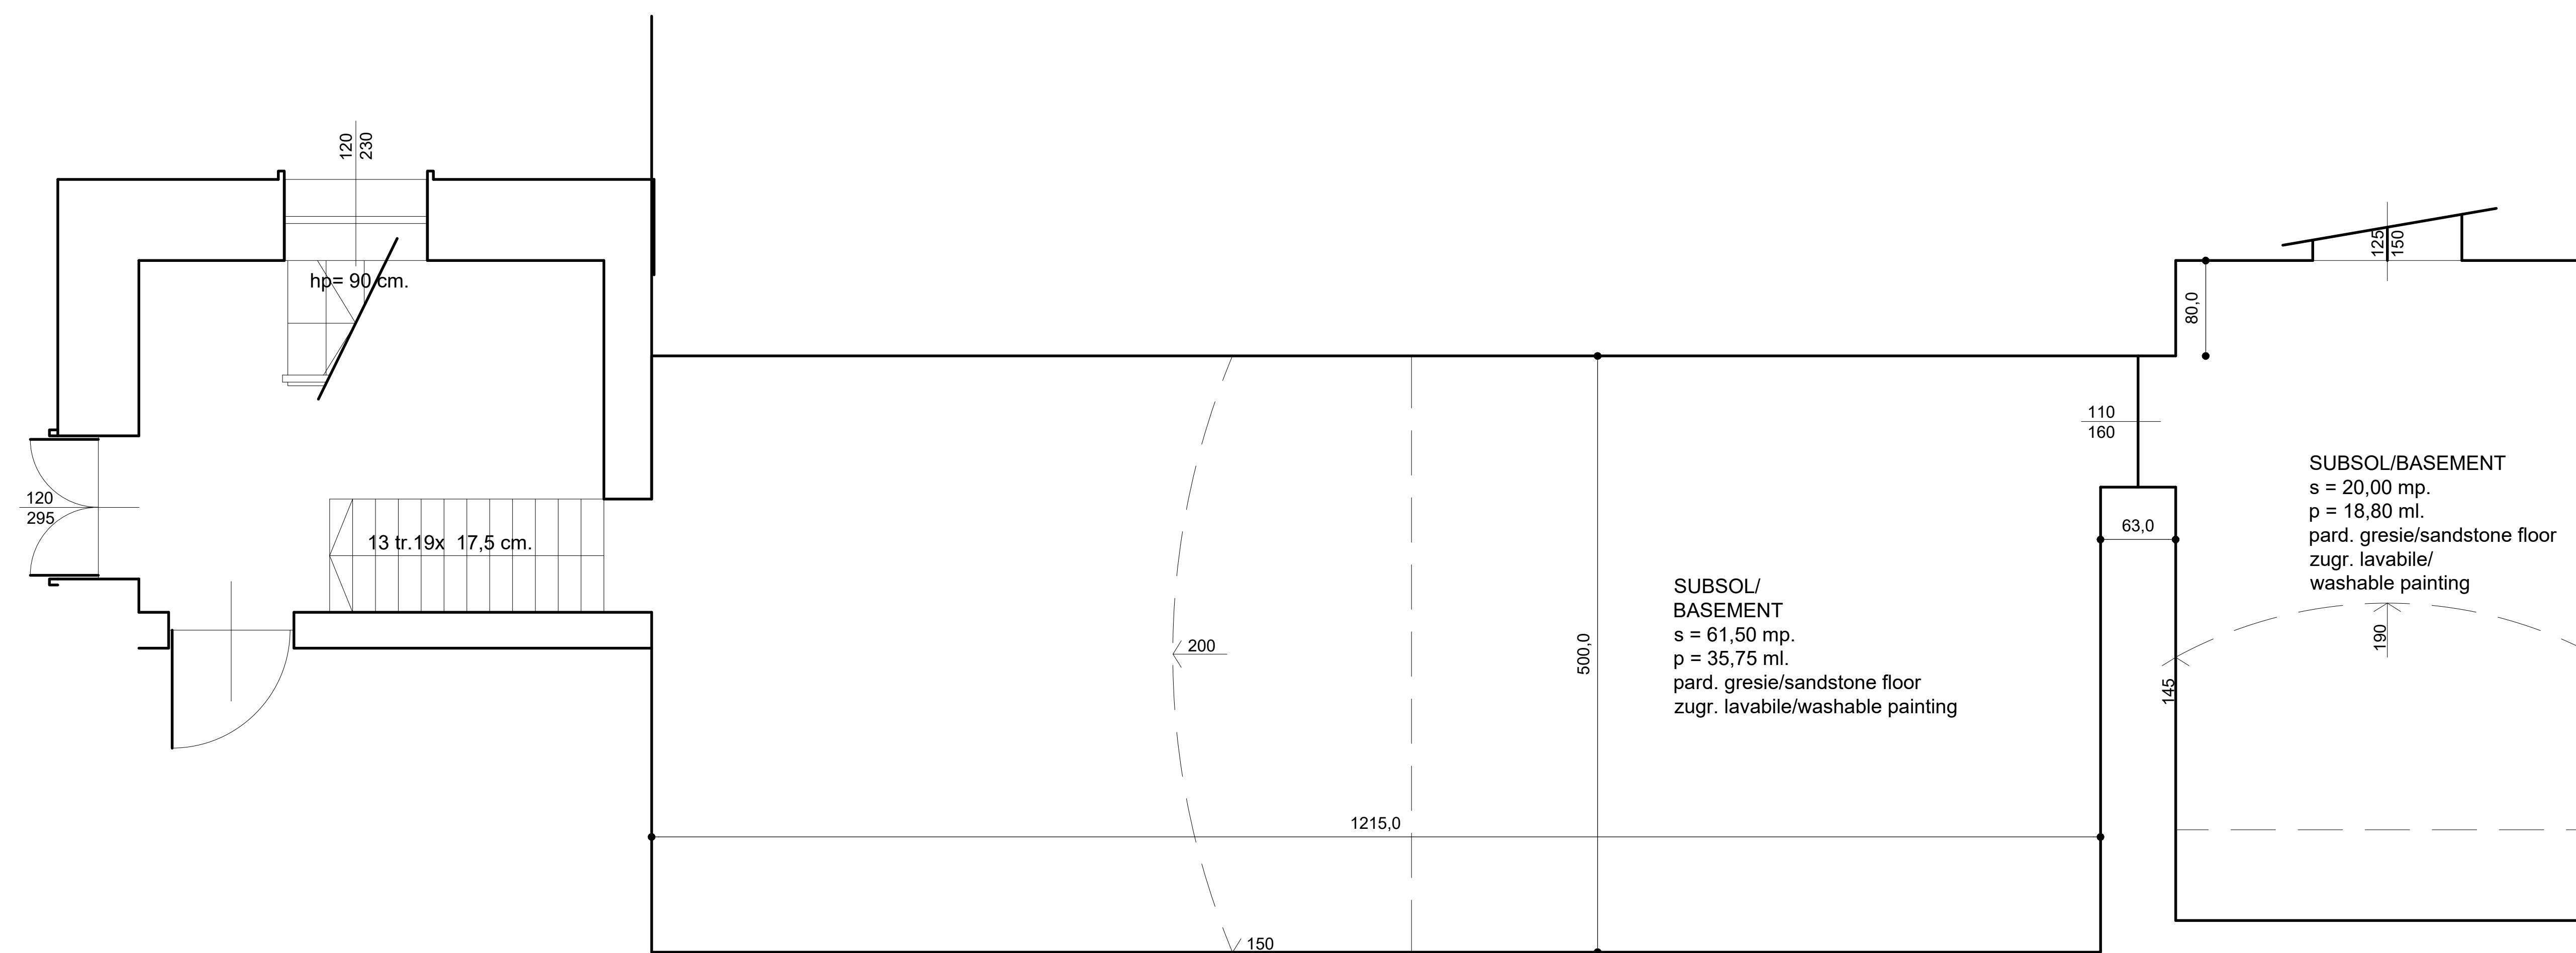 120
230
hp= 90 cm.
120
295
13 tr.19x  17,5 cm.
200
150
1215,0
500,0
SUBSOL/
BASEMENT
s = 61,50 mp.
p = 35,75 ml.
pard. gresie/sandstone floor
zugr. lavabile/washable painting
110
160
63,0
80,0
125
150
SUBSOL/BASEMENT
s = 20,00 mp.
p = 18,80 ml.
pard. gresie/sandstone floor
zugr. lavabile/
washable painting
190
145